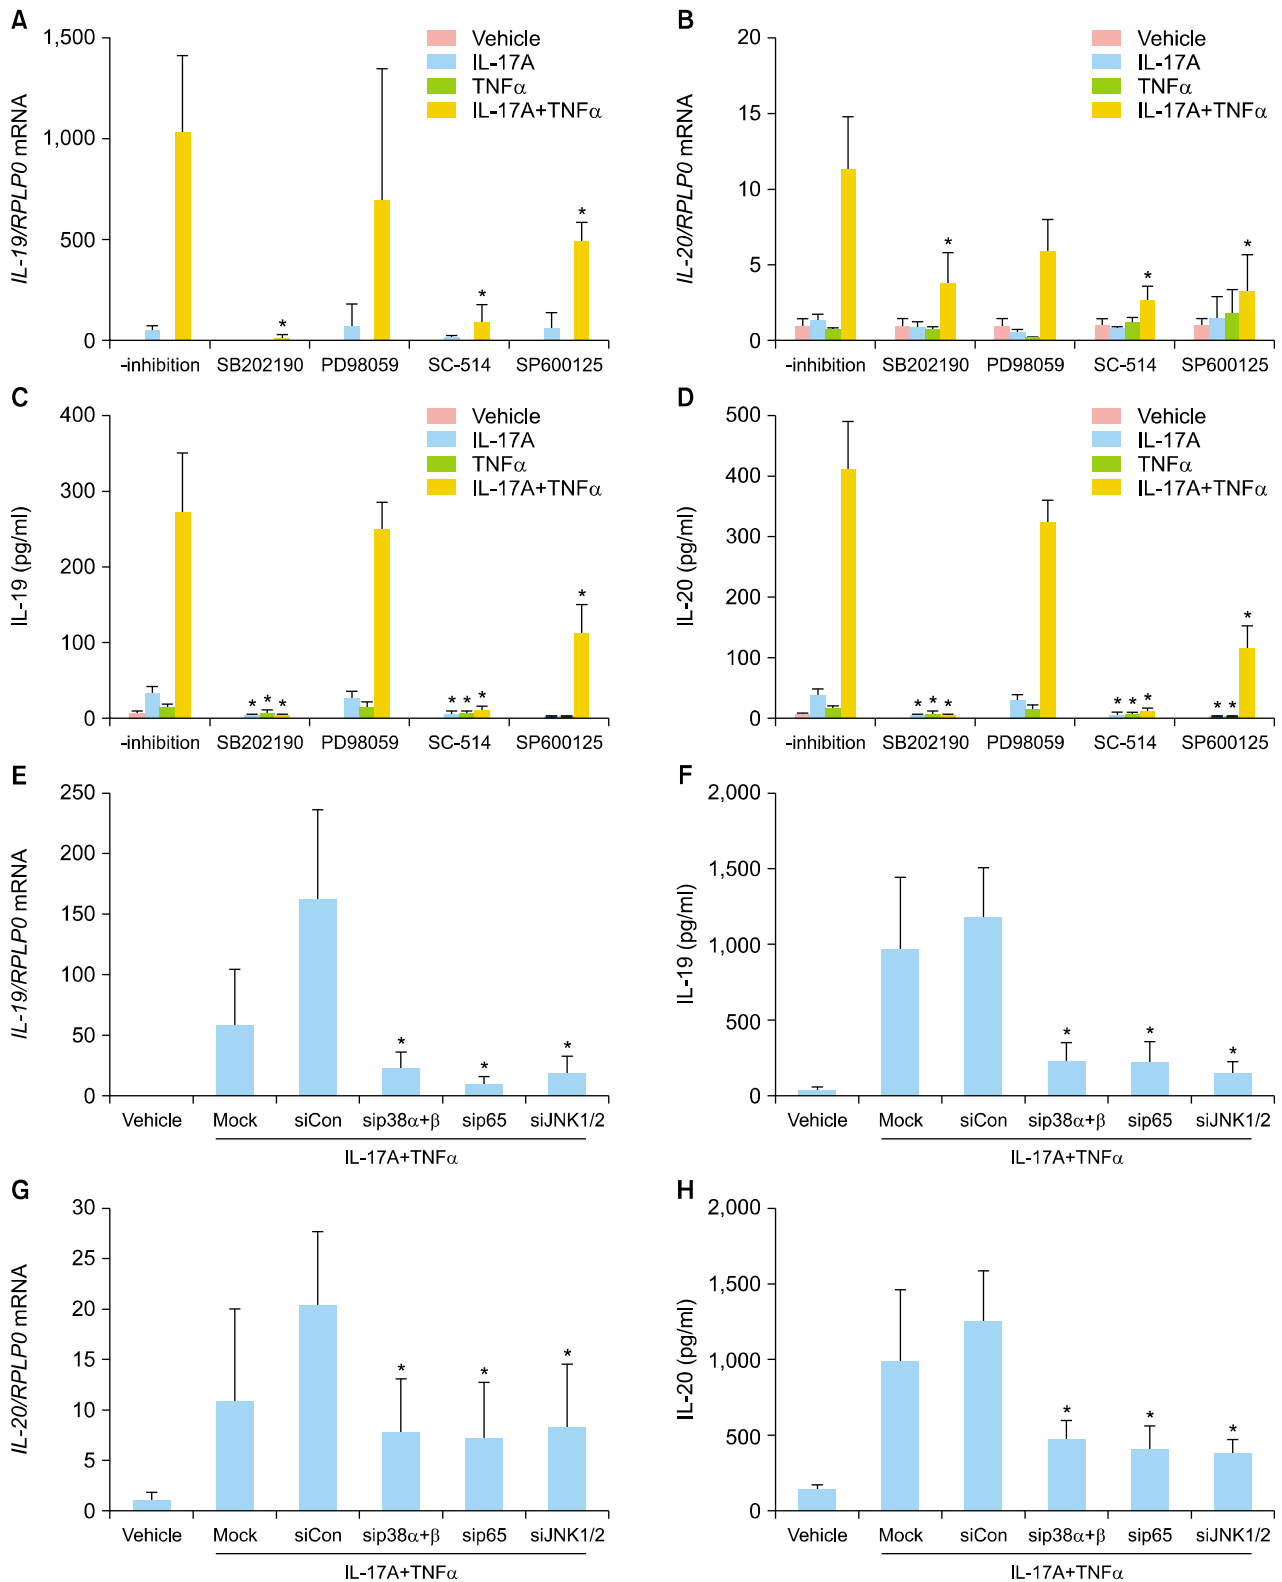 A
IL-19/RPLP0 mRNA
1,500
1,000
500
0
Vehicle
IL-17A
TNFα
IL-17A+TNFα
*
*
*
-inhibition SB202190 PD98059 SC-514 SP600125
B
IL-20/RPLP0 mRNA
20
15
10
5
0
Vehicle
IL-17A
TNFα
IL-17A+TNFα
*
*
*
-inhibition SB202190 PD98059 SC-514 SP600125
C
IL-19 (pg/ml)
400
300
200
100
0
Vehicle
IL-17A
TNFα
IL-17A+TNFα
* * *
* * *
*
-inhibition SB202190 PD98059 SC-514 SP600125
D
IL-20 (pg/ml)
500
400
300
200
100
0
Vehicle
IL-17A
TNFα
IL-17A+TNFα
* * *
* * *
* * *
-inhibition SB202190 PD98059 SC-514 SP600125
E
IL-19/RPLP0 mRNA
250
200
150
100
50
0
* * *
Vehicle Mock siCon sip38α+β sip65 siJNK1/2
IL-17A+TNFα
F
IL-19 (pg/ml)
2,000
1,500
1,000
500
0
* * *
Vehicle Mock siCon sip38α+β sip65 siJNK1/2
IL-17A+TNFα
G
IL-20/RPLP0 mRNA
30
25
20
15
10
5
0
* * *
Vehicle Mock siCon sip38α+β sip65 siJNK1/2
IL-17A+TNFα
H
IL-20 (pg/ml)
2,000
1,500
1,000
500
0
* * *
Vehicle Mock siCon sip38α+β sip65 siJNK1/2
IL-17A+TNFα